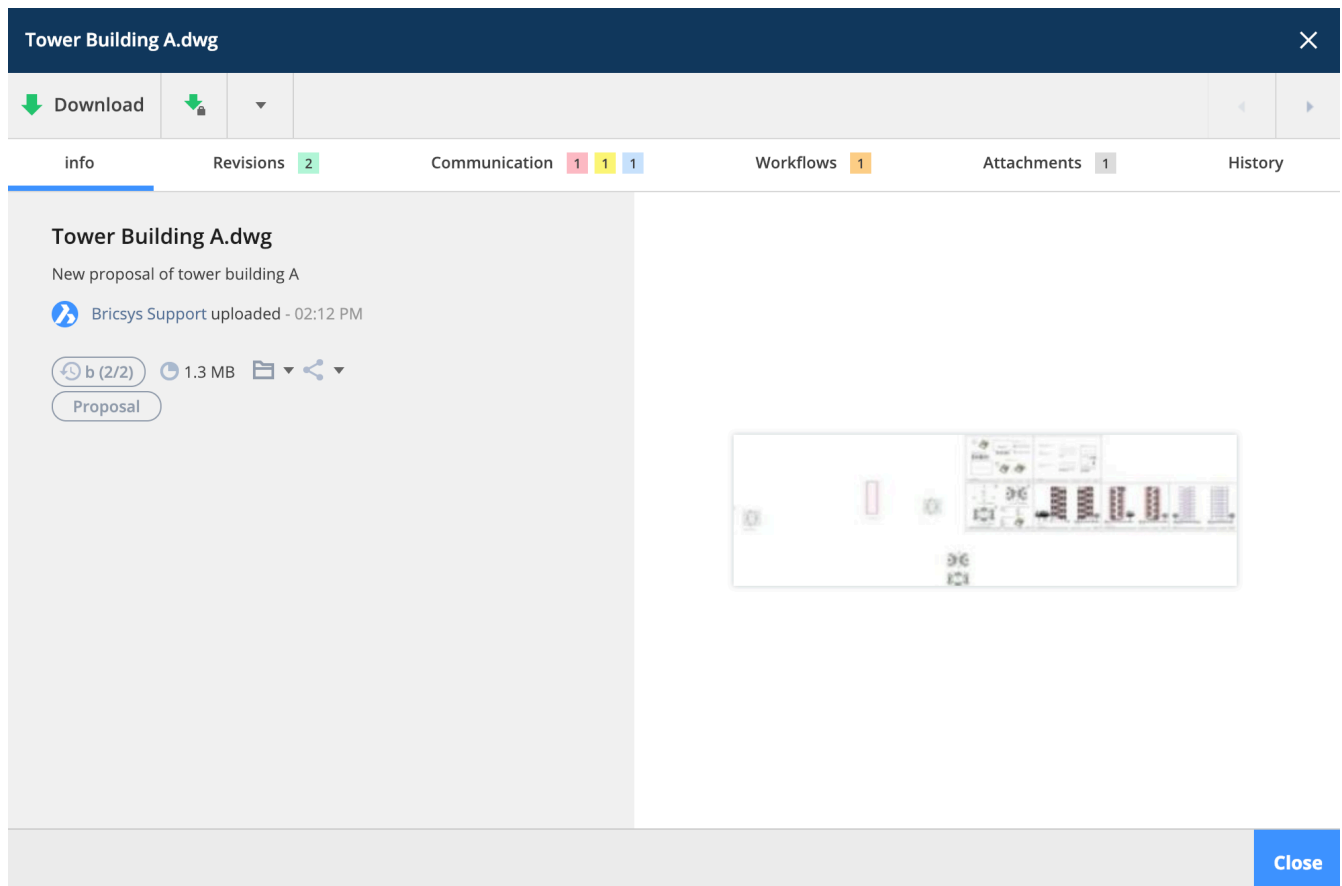 Tower Building A.dwg
Download
info Revisions 2 Communication 1 1 1 Workflows 1 Attachments 1 History
Tower Building A.dwg
New proposal of tower building A
Bricsys Support uploaded - 02:12 PM
b (2/2) 1.3 MB
Proposal
Close